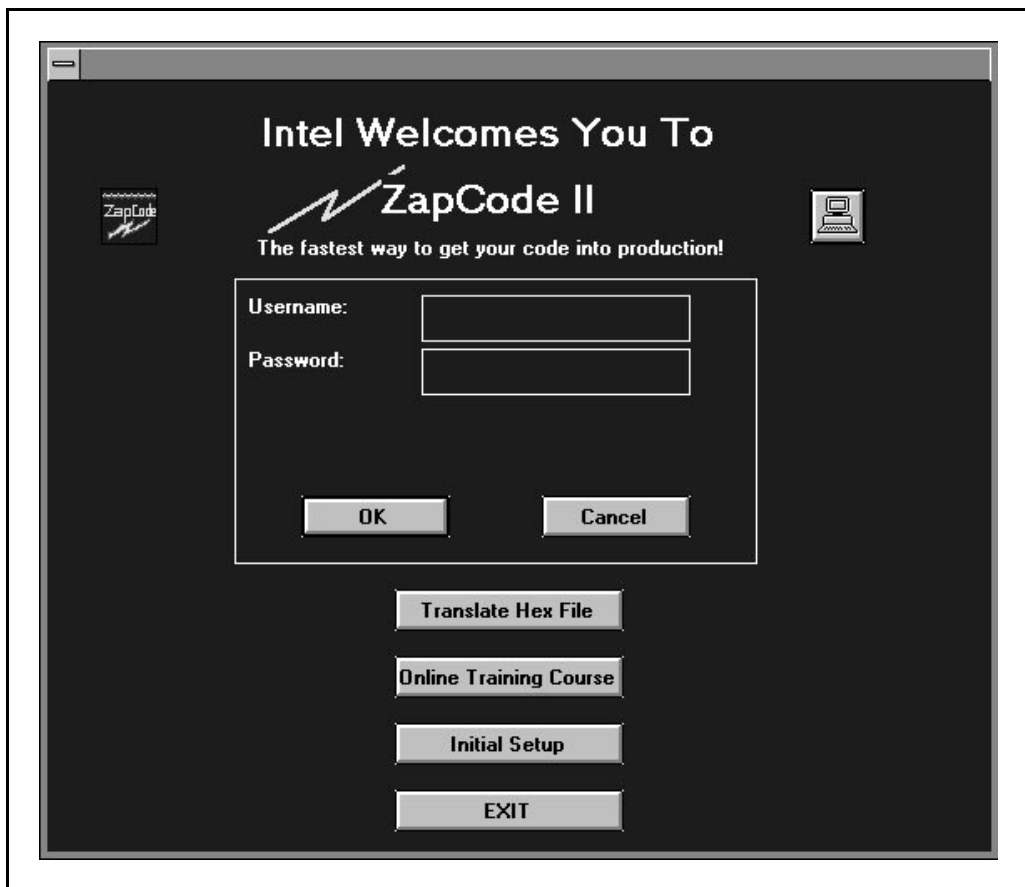 Intel Welcomes You To
ZapCode
ZapCode II
The fastest way to get your code into production!
Username:
Password:
OK
Cancel
Translate Hex File
Online Training Course
Initial Setup
EXIT